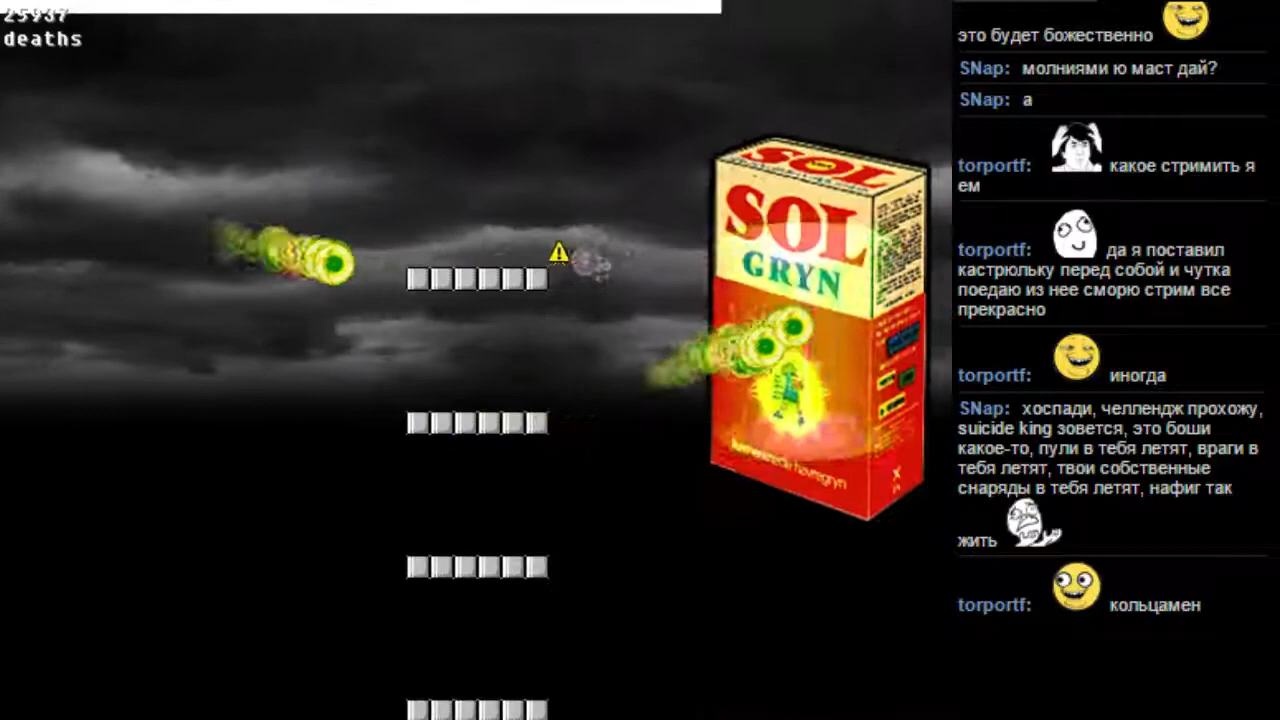 25937
deaths
SOL
SOL
GRYN
это будет божественно
SNap: молниями ю маст дай?
SNap: а
torportf: какое стримить я
ем
torportf: да я поставил
кастрюльку перед собой и чутка
поедаю из нее сморю стрим все
прекрасно
torportf: иногда
SNap: хоспади, челлендж прохожу,
suicide king зовется, это боши
какое-то, пули в тебя летят, враги в
тебя летят, твои собственные
снаряды в тебя летят, нафиг так
жить
torportf: кольцамен